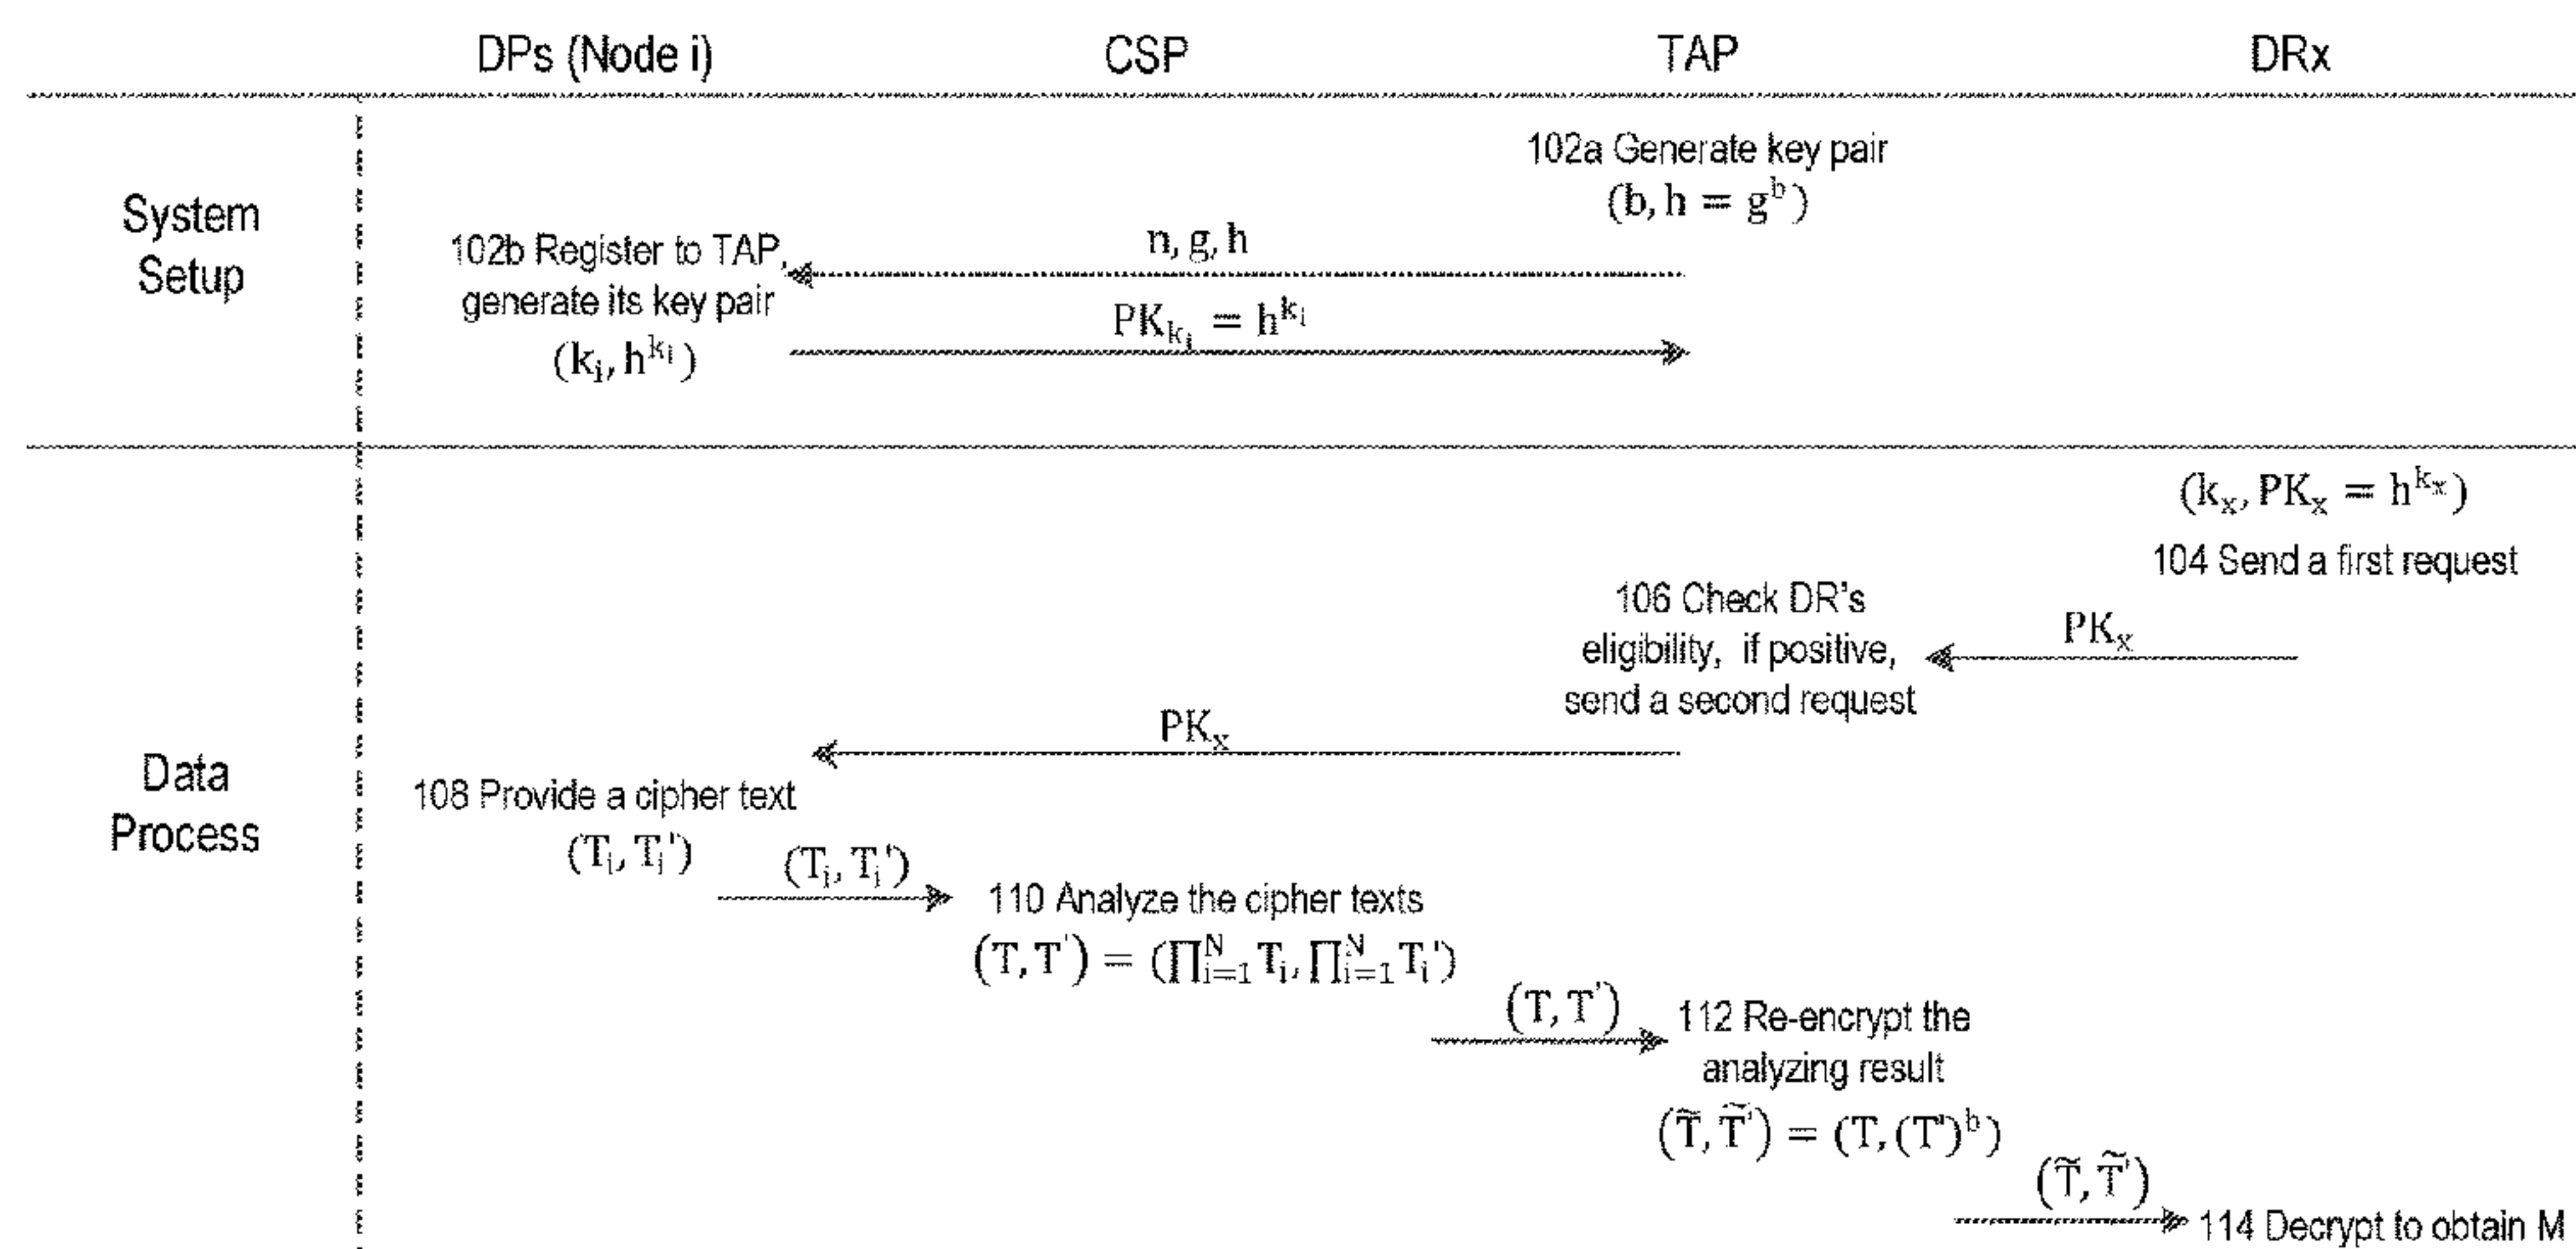 DPs (Node i) CSP TAP DRx
System
Setup
102a Generate key pair
(b, h = g^b)
102b Register to TAP,
generate its key pair
(k_i, h^{k_i})
n, g, h
PK_{k_i} = h^{k_i}
Data
Process
(k_x, PK_x = h^{k_x})
104 Send a first request
PK_x
106 Check DR's
eligibility, if positive,
send a second request
PK_x
108 Provide a cipher text
(T_i, T_i')
(T_i, T_i')
110 Analyze the cipher texts
(T, T') = (∏_{i=1}^N T_i, ∏_{i=1}^N T_i')
(T, T')
112 Re-encrypt the
analyzing result
(T̃, T̃') = (T, (T')^b)
(T̃, T̃')
114 Decrypt to obtain M